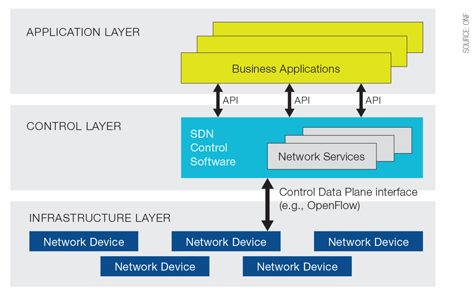 APPLICATION LAYER
Business Applications
API
API
API
CONTROL LAYER
SDN
Control
Software
Network Services
Control Data Plane interface
(e.g., OpenFlow)
INFRASTRUCTURE LAYER
Network Device
Network Device
Network Device
Network Device
Network Device
SOURCE: ONF